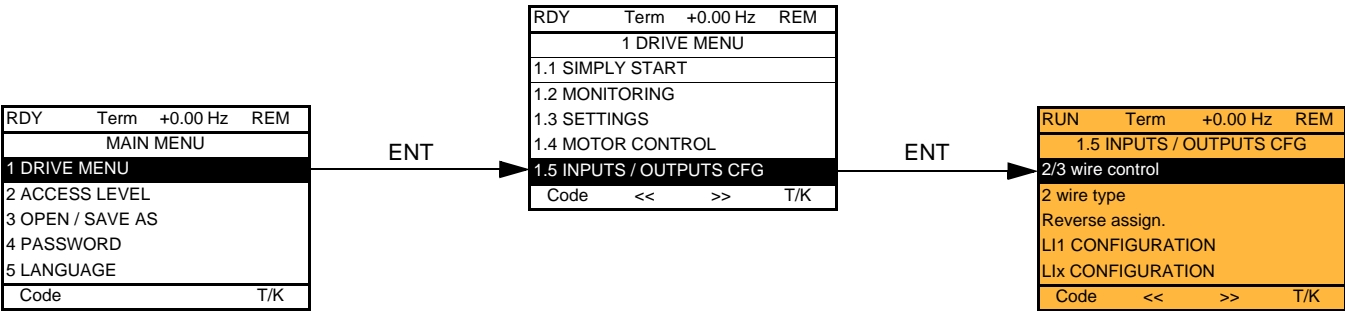 RDY Term +0.00 Hz REM
MAIN MENU
1 DRIVE MENU
2 ACCESS LEVEL
3 OPEN / SAVE AS
4 PASSWORD
5 LANGUAGE
Code T/K
ENT
RDY Term +0.00 Hz REM
1 DRIVE MENU
1.1 SIMPLY START
1.2 MONITORING
1.3 SETTINGS
1.4 MOTOR CONTROL
1.5 INPUTS / OUTPUTS CFG
Code << >> T/K
ENT
RUN Term +0.00 Hz REM
1.5 INPUTS / OUTPUTS CFG
2/3 wire control
2 wire type
Reverse assign.
LI1 CONFIGURATION
LIx CONFIGURATION
Code << >> T/K